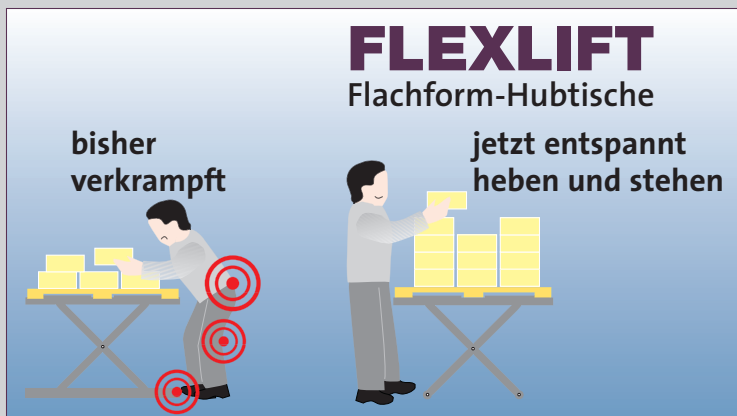 FLEXLIFT
Flachform-Hubtische
bisher
verkrampft
jetzt entspannt
heben und stehen